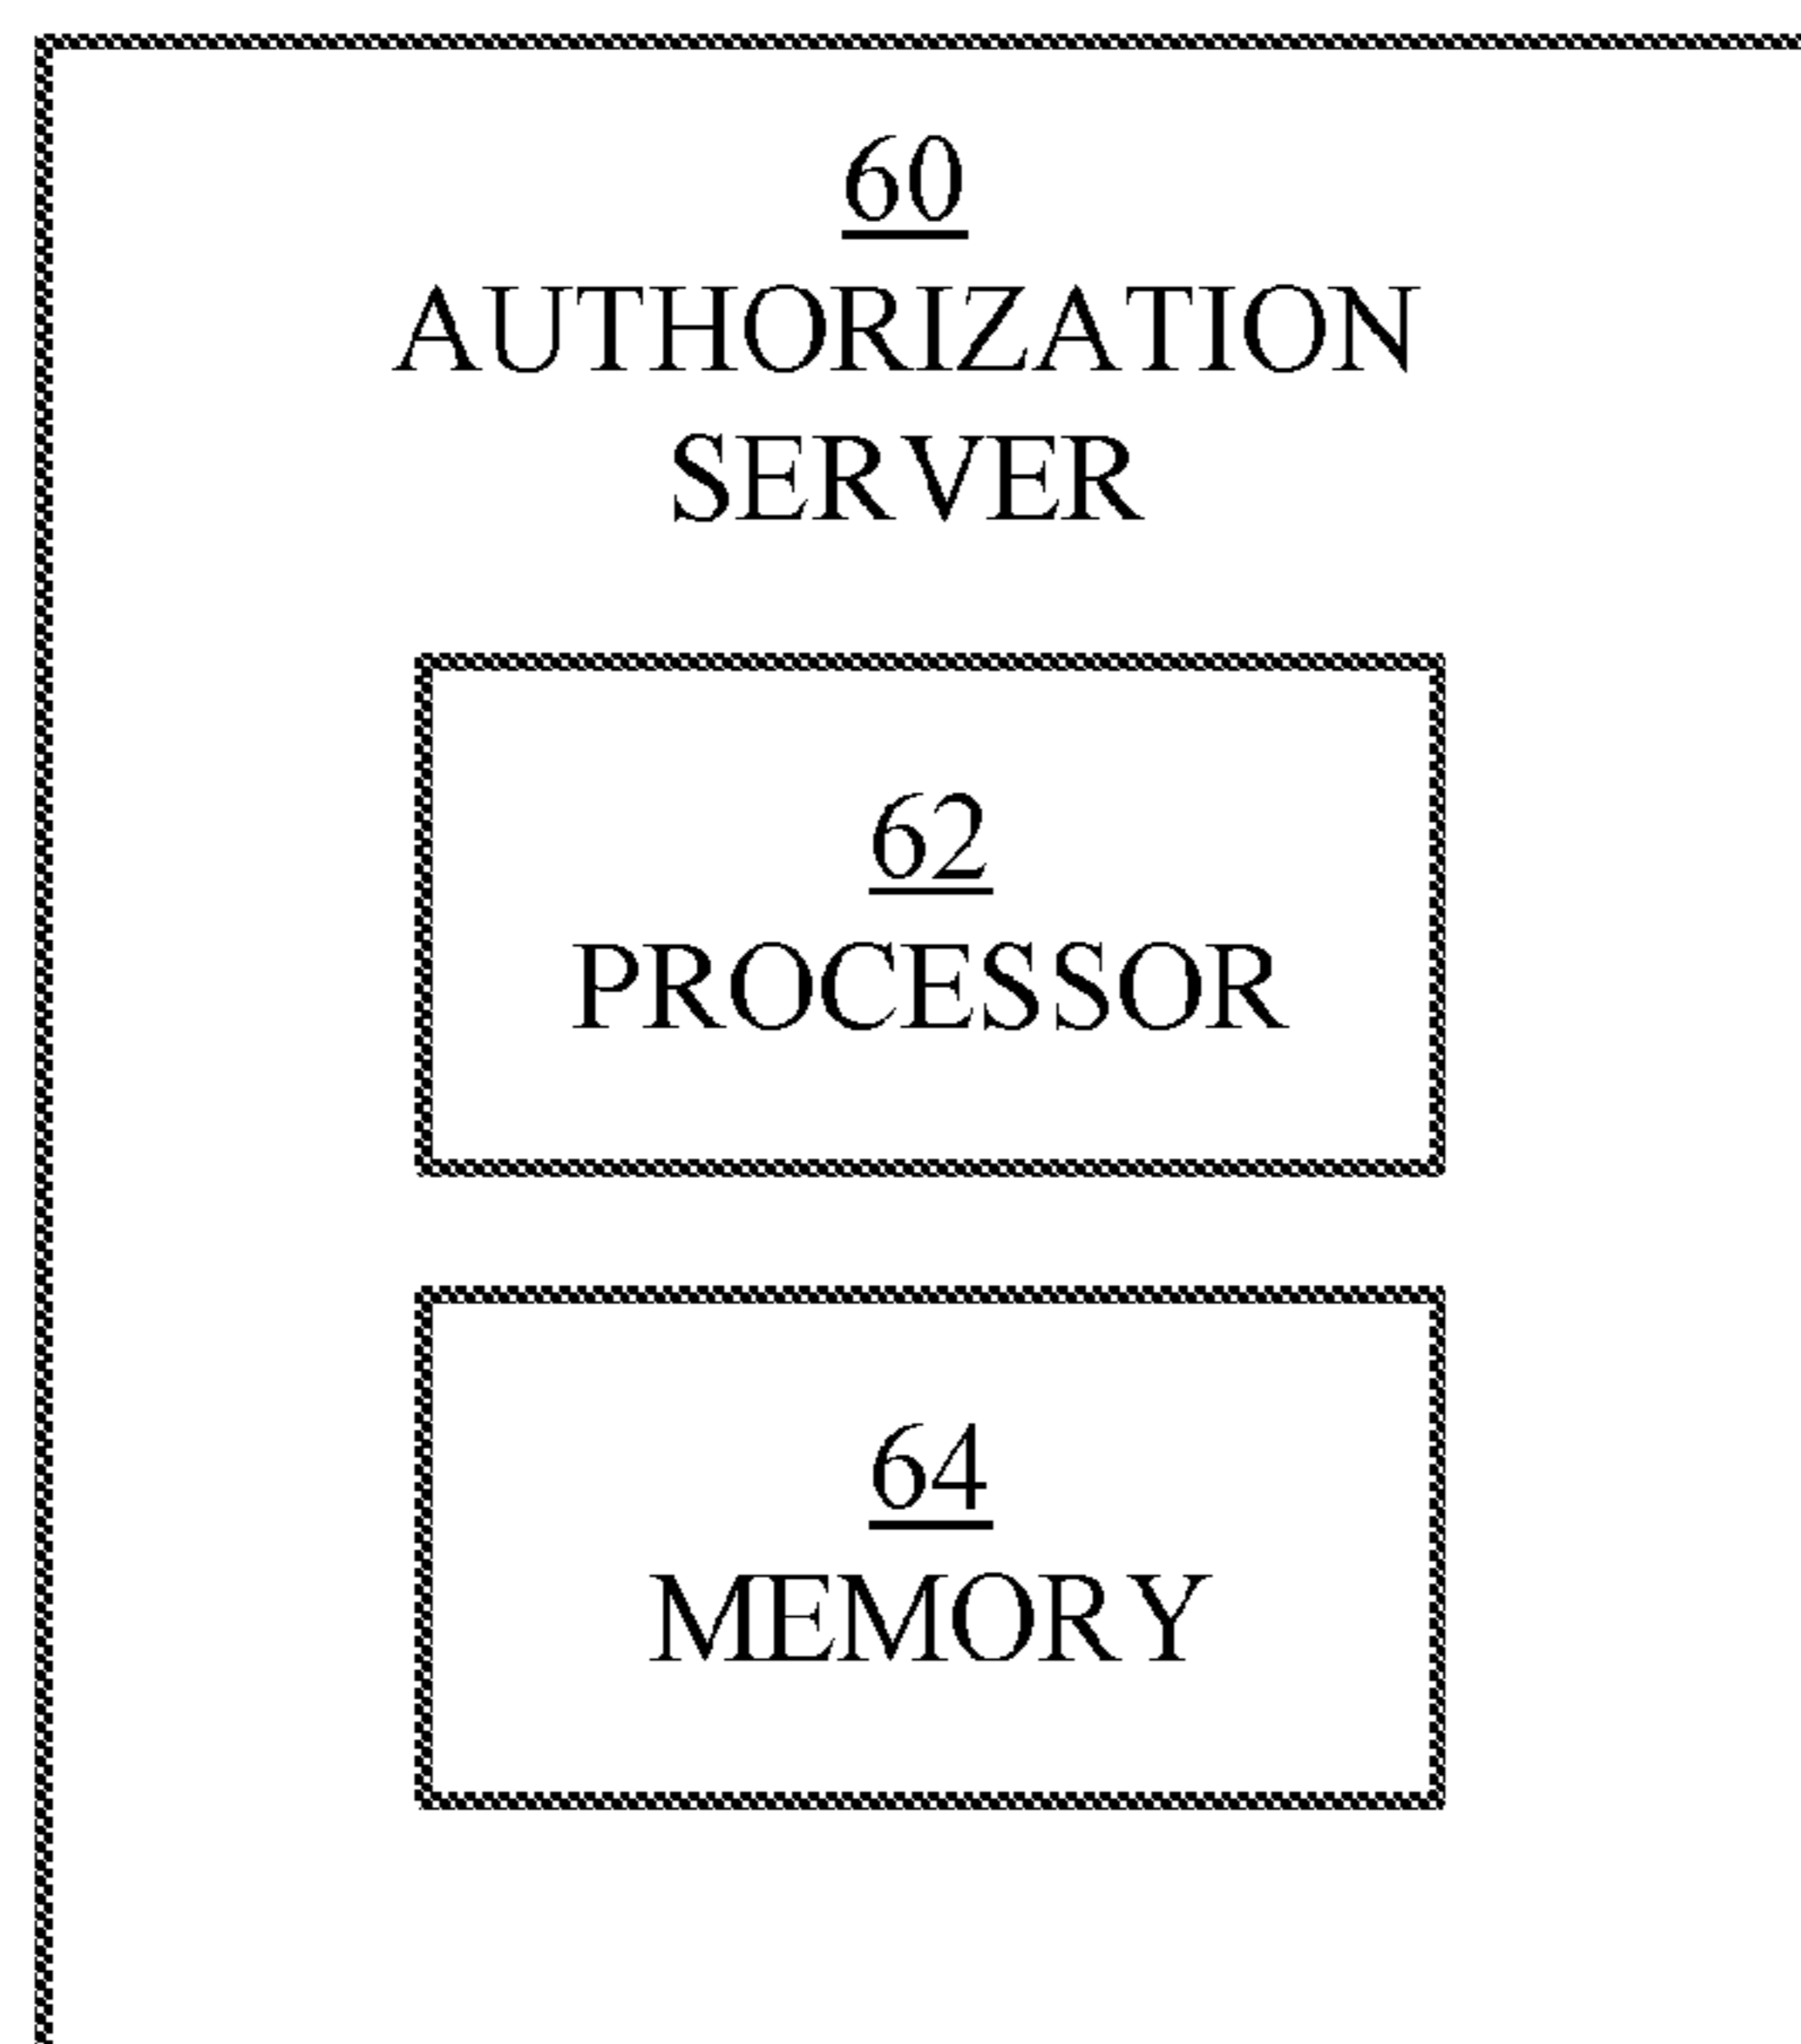 60
AUTHORIZATION
SERVER
62
PROCESSOR
64
MEMORY